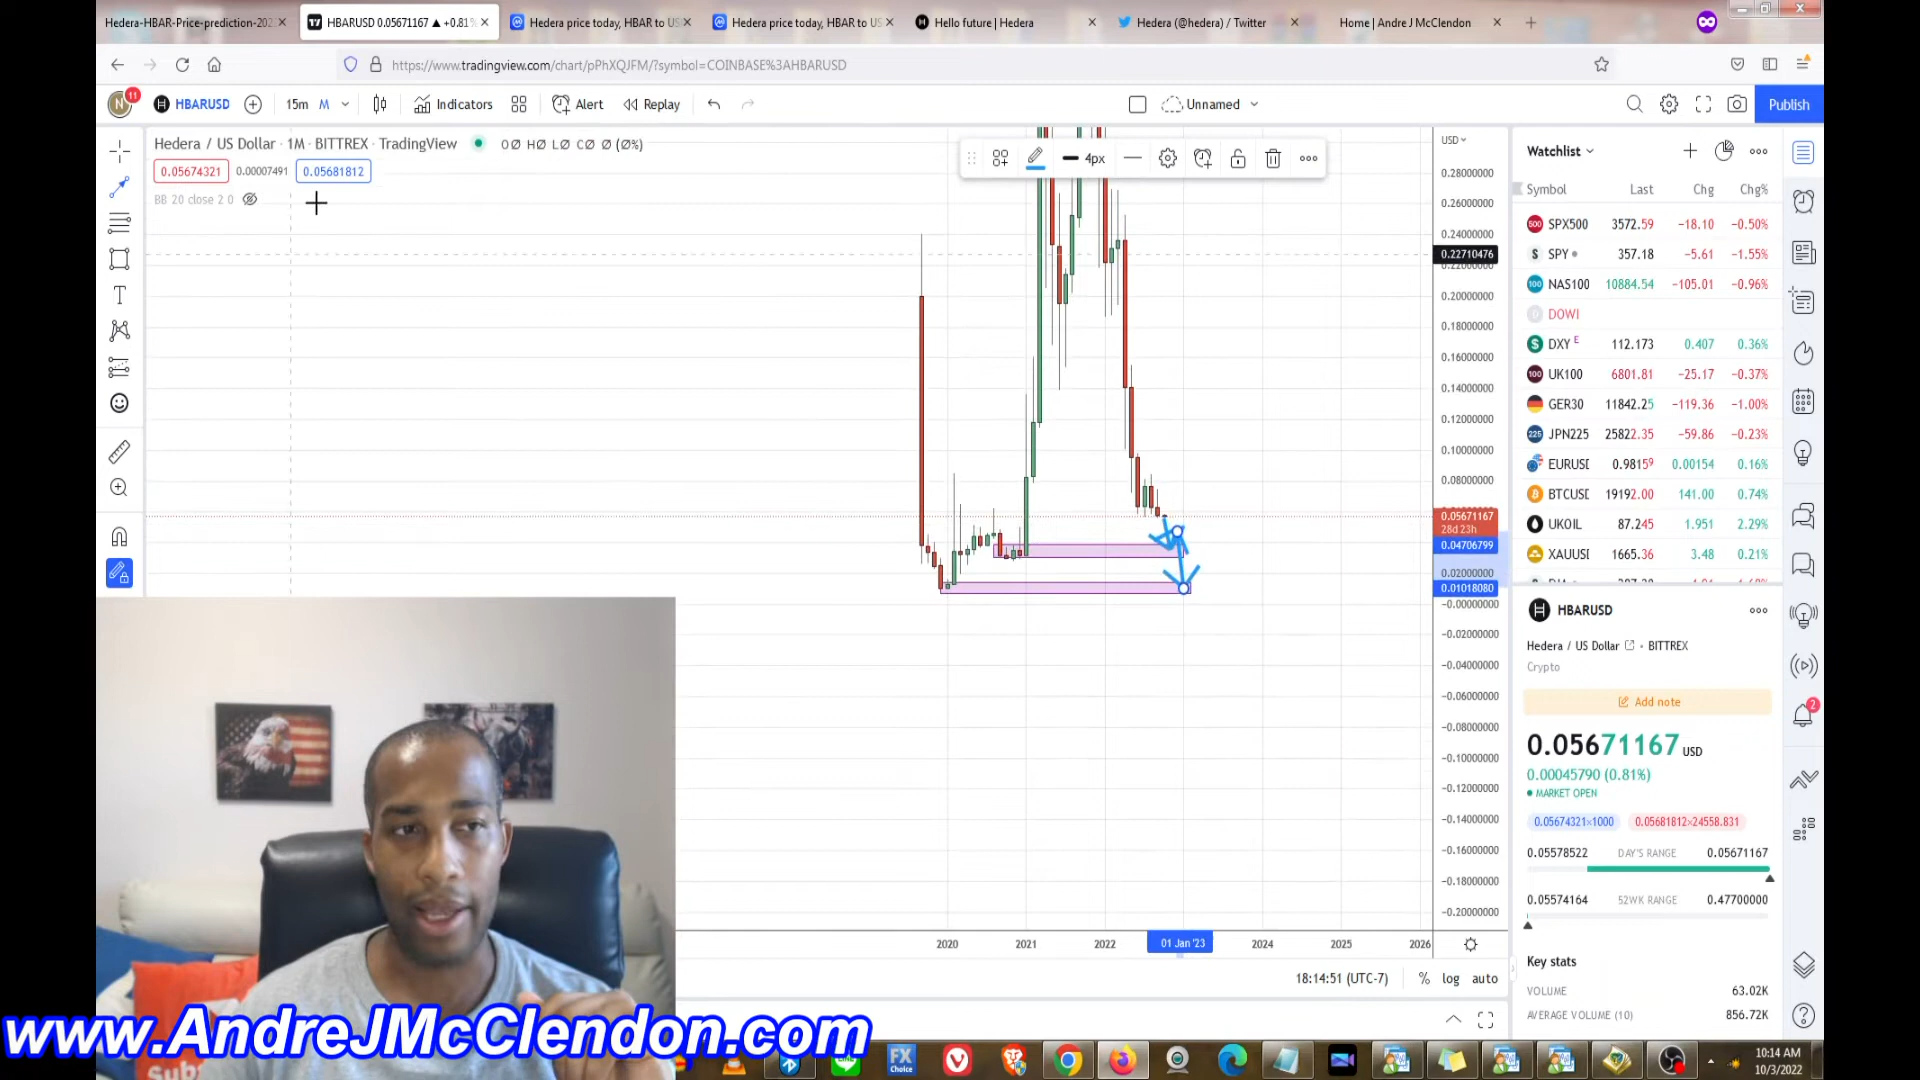 Hedera-HBAR-Price-prediction-202
HBARUSD 0.05671167 ▲ +0.81%
Hedera price today, HBAR to US
Hedera price today, HBAR to US
Hello future | Hedera
Hedera (@hedera) / Twitter
Home | Andre J McClendon
https://www.tradingview.com/chart/pPhXQJFM/?symbol=COINBASE%3AHBARUSD
N
11
HBARUSD
15m
M
Indicators
Alert
Replay
Unnamed
Publish
Hedera / US Dollar · 1M · BITTREX · TradingView
O∅ H∅ L∅ C∅ ∅ (∅%)
0.05674321
0.00007491
0.05681812
BB 20 close 2 0
4px
USD
0.28000000
0.26000000
0.24000000
0.22710476
0.22000000
0.20000000
0.18000000
0.16000000
0.14000000
0.12000000
0.10000000
0.08000000
0.05671167
28d 23h
0.04706799
0.02000000
0.01018080
-0.00000000
-0.02000000
-0.04000000
-0.06000000
-0.08000000
-0.10000000
-0.12000000
-0.14000000
-0.16000000
-0.18000000
-0.20000000
2020
2021
2022
01 Jan '23
2024
2025
2026
18:14:51 (UTC-7)
%
log
auto
Watchlist
Symbol Last Chg Chg%
SPX500 3572.59 -18.10 -0.50%
SPY 357.18 -5.61 -1.55%
NAS100 10884.54 -105.01 -0.96%
DOWI
DXY E 112.173 0.407 0.36%
UK100 6801.81 -25.17 -0.37%
GER30 11842.25 -119.36 -1.00%
JPN225 25822.35 -59.86 -0.23%
EURUSD 0.98159 0.00154 0.16%
BTCUSD 19192.00 141.00 0.74%
UKOIL 87.245 1.951 2.29%
XAUUSD 1665.36 3.48 0.21%
HBARUSD
Hedera / US Dollar · BITTREX
Crypto
Add note
0.05671167 USD
0.00045790 (0.81%)
MARKET OPEN
0.05674321×1000
0.05681812×24558.831
0.05578522 DAY'S RANGE 0.05671167
0.05574164 52WK RANGE 0.47700000
Key stats
VOLUME 63.02K
AVERAGE VOLUME (10) 856.72K
2
www.AndreJMcClendon.com
Subs
FX
Choice
10:14 AM
10/3/2022